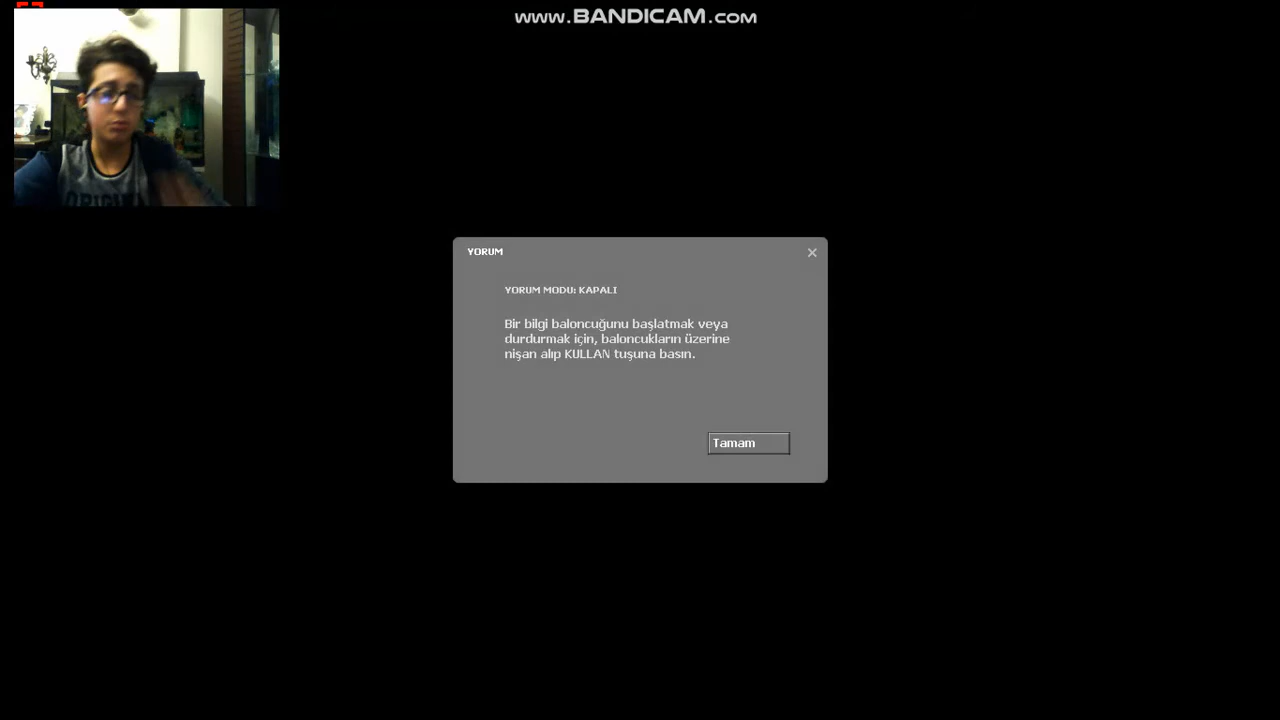 www.BANDICAM.com
YORUM
YORUM MODU: KAPALI
Bir bilgi baloncuğunu başlatmak veya
durdurmak için, baloncukların üzerine
nişan alıp KULLAN tuşuna basın.
Tamam